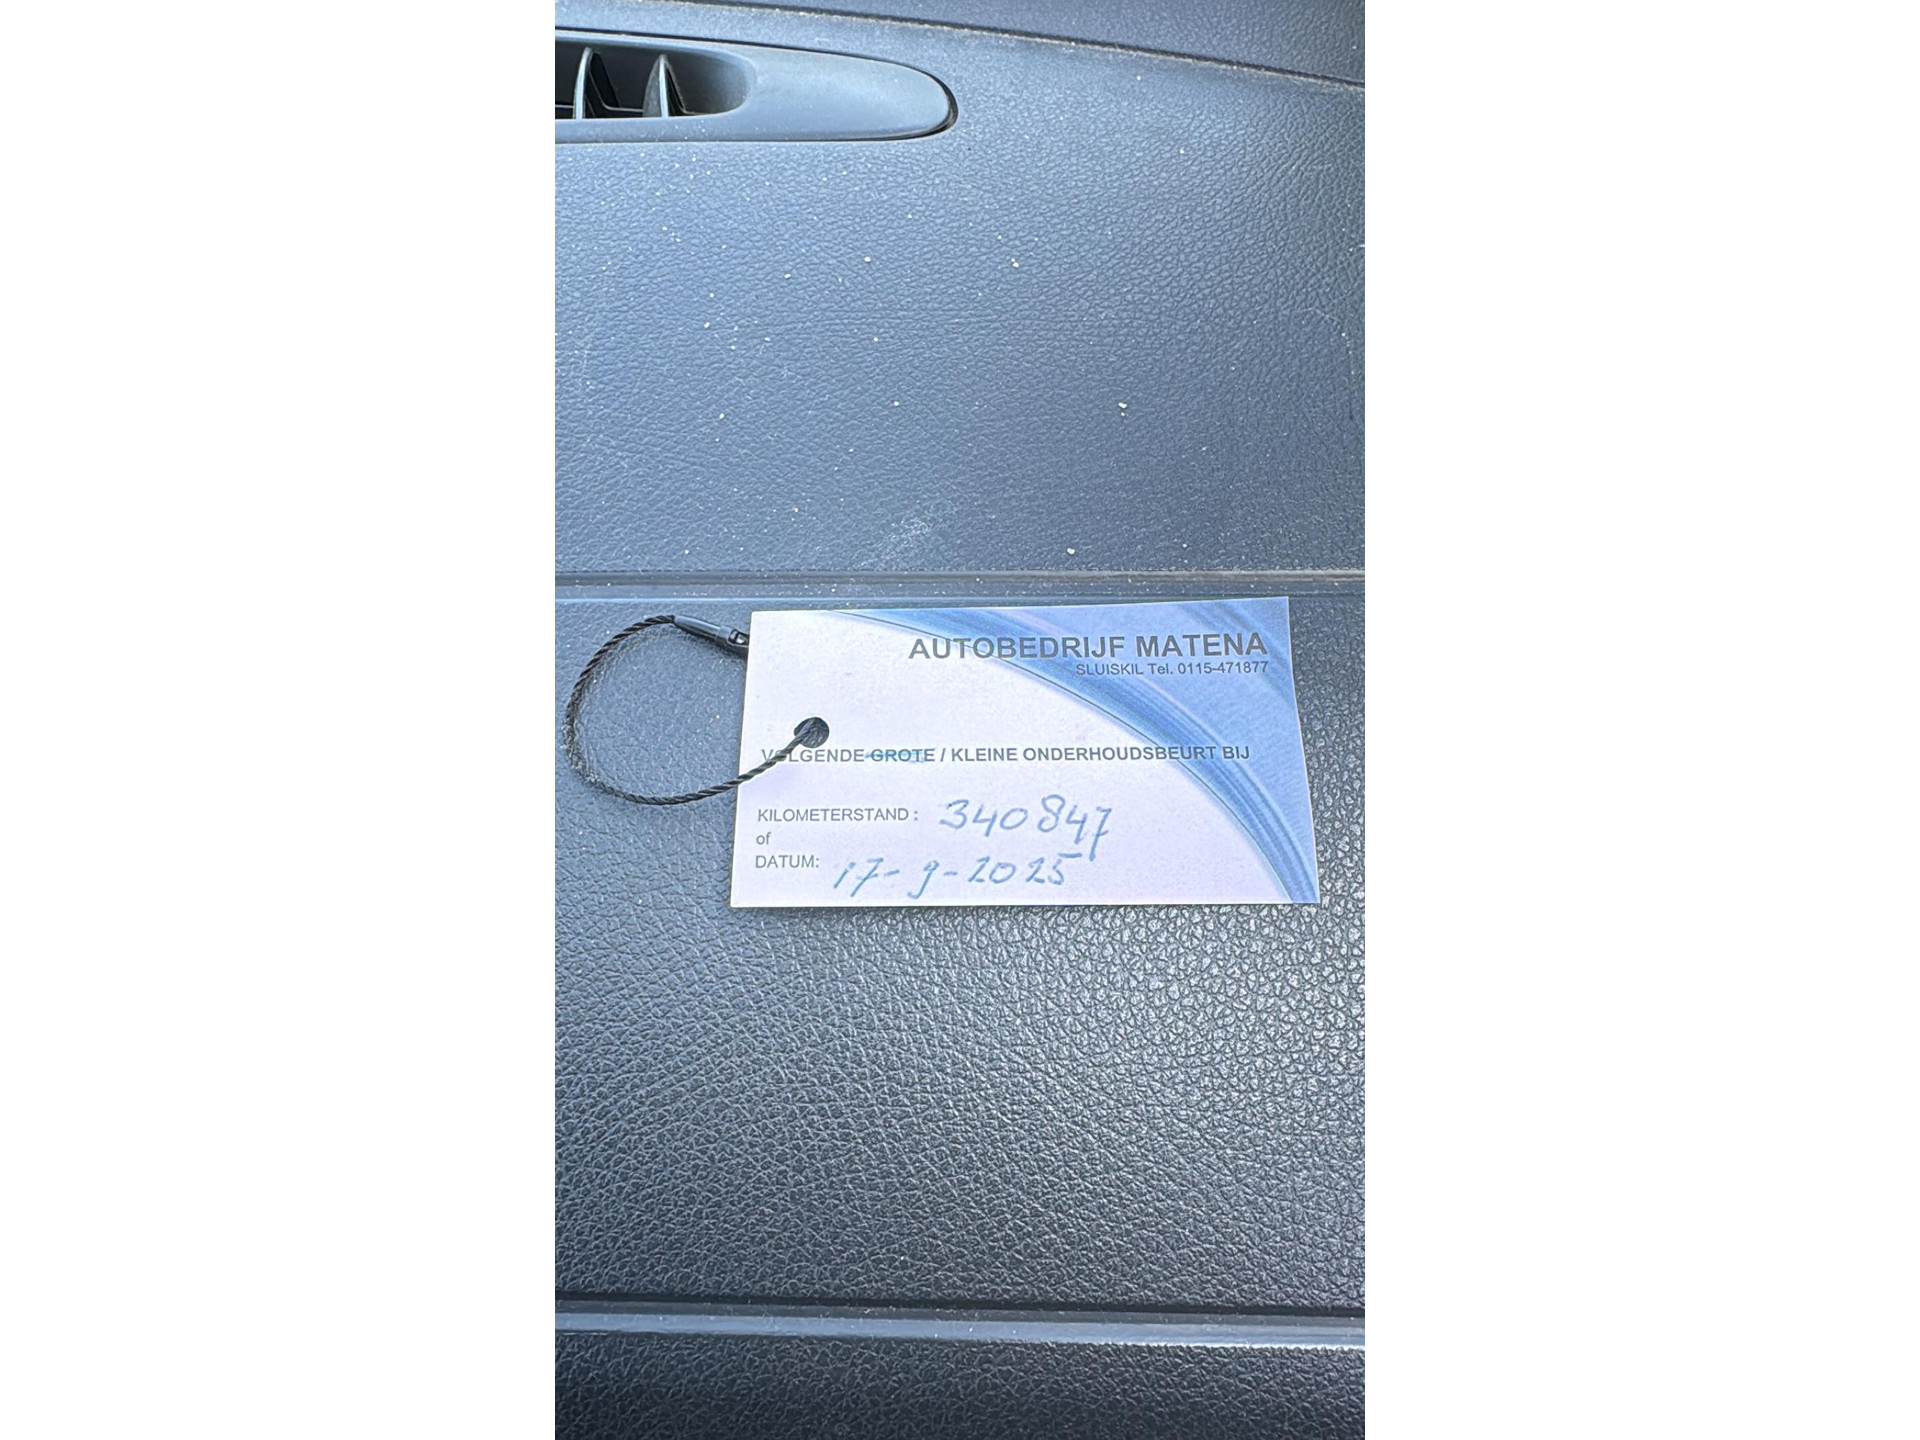 AUTOBEDRIJF MATENA
SLUISKIL Tel. 0115-471877
VOLGENDE GROTE / KLEINE ONDERHOUDSBEURT BIJ
KILOMETERSTAND: 340847
of
DATUM: 17-9-2025